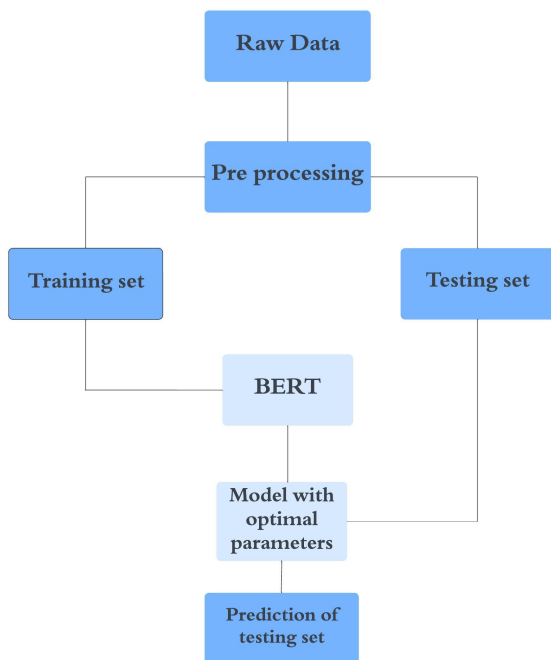 Raw Data
Pre processing
Training set
Testing set
BERT
Model with
optimal
parameters
Prediction of
testing set